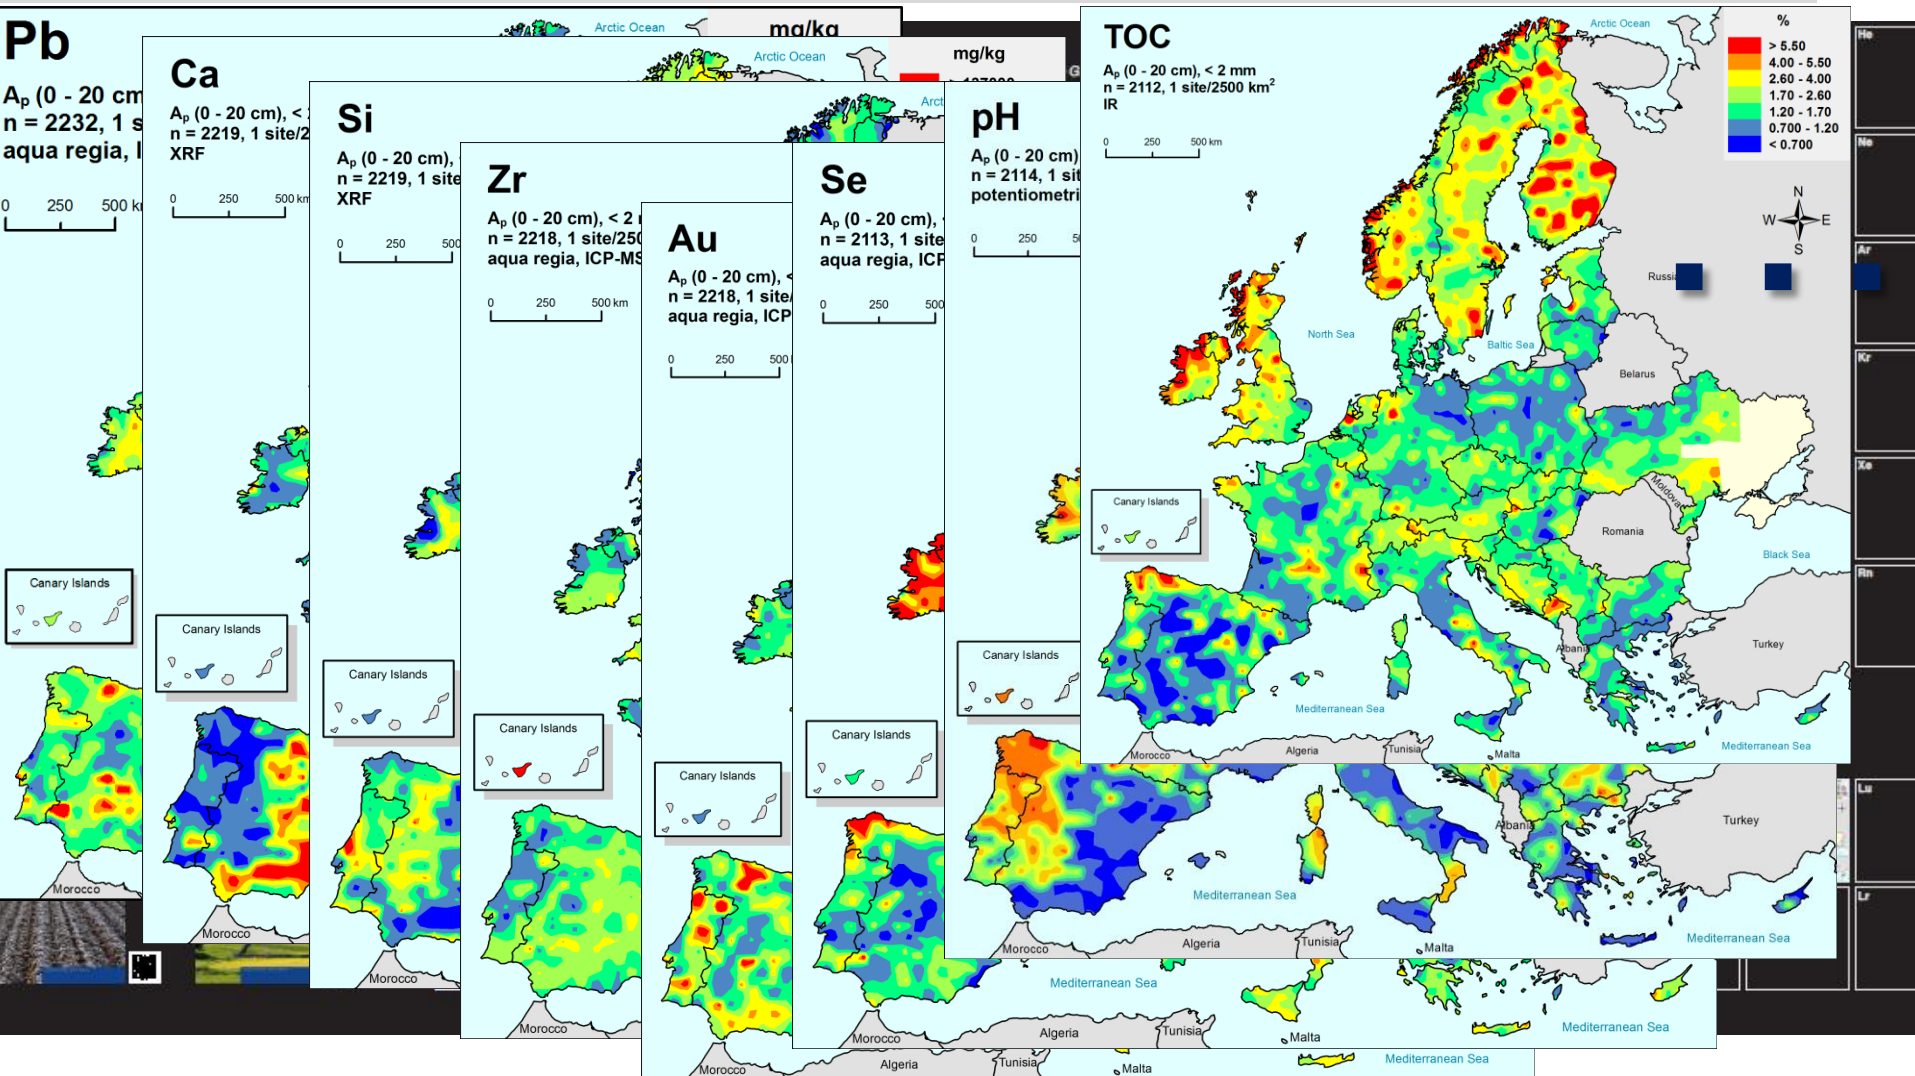 Pb
Ap (0 - 20 cm
n = 2232, 1 s
aqua regia, I
0 250 500 k
Canary Islands
Morocco
Arctic Ocean
mg/kg
Ca
Ap (0 - 20 cm), <
n = 2219, 1 site/2
XRF
0 250 500 km
Canary Islands
Morocco
Arctic Ocean
mg/kg
Si
Ap (0 - 20 cm),
n = 2219, 1 site
XRF
0 250 500
Canary Islands
Morocco
Arct
Zr
Ap (0 - 20 cm), < 2
n = 2218, 1 site/250
aqua regia, ICP-MS
0 250 500 km
Canary Islands
Morocco
Au
Ap (0 - 20 cm), <
n = 2218, 1 site/
aqua regia, ICP
0 250 500
Canary Islands
Morocco
Algeria
Tunisia
Malta
Mediterranean Sea
Se
Ap (0 - 20 cm),
n = 2113, 1 site
aqua regia, ICP
0 250 500
Canary Islands
Mediterranean Sea
Morocco
Algeria
Tunisia
Malta
Mediterranean Sea
pH
Ap (0 - 20 cm)
n = 2114, 1 sit
potentiometri
0 250 5
Canary Islands
Albania
Turkey
Mediterranean Sea
Morocco
Algeria
Tunisia
Malta
Mediterranean Sea
TOC
Ap (0 - 20 cm), < 2 mm
n = 2112, 1 site/2500 km²
IR
0 250 500 km
Arctic Ocean
%
> 5.50
4.00 - 5.50
2.60 - 4.00
1.70 - 2.60
1.20 - 1.70
0.700 - 1.20
< 0.700
N
W E
S
Russia
North Sea
Baltic Sea
Belarus
Canary Islands
Moldova
Romania
Black Sea
Albania
Turkey
Mediterranean Sea
Mediterranean Sea
Morocco
Algeria
Tunisia
Malta
He
Ne
Ar
Kr
Xe
Rn
Lu
Lr
G